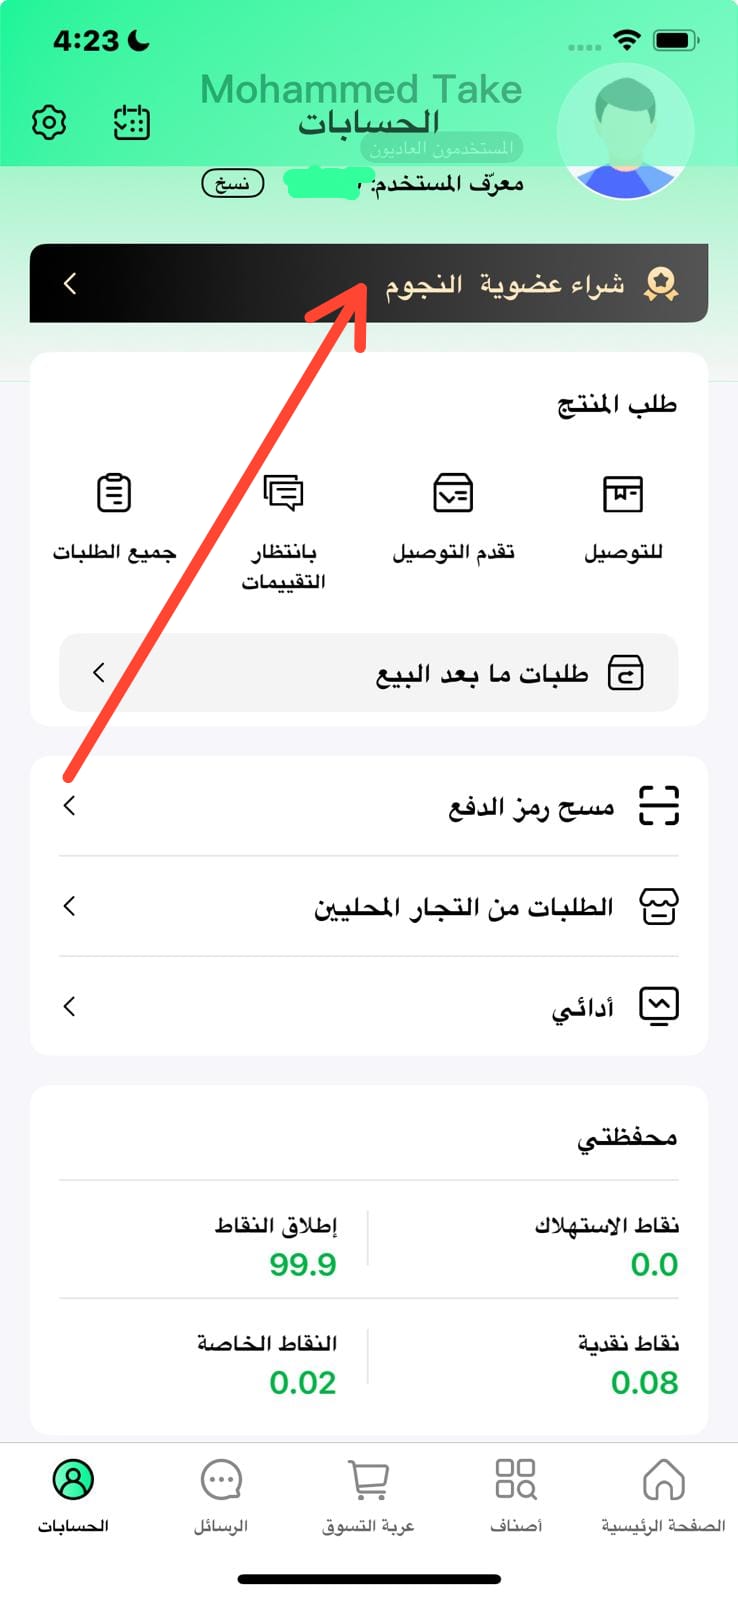 4:23
Mohammed Take
الحسابات
المستخدمون العاديون
معرّف المستخدم:
نسخ
شراء عضوية النجوم
طلب المنتج
للتوصيل
تقدم التوصيل
بانتظار التقييمات
جميع الطلبات
طلبات ما بعد البيع
مسح رمز الدفع
الطلبات من التجار المحليين
أدائي
محفظتي
نقاط الاستهلاك
0.0
إطلاق النقاط
99.9
نقاط نقدية
0.08
النقاط الخاصة
0.02
الصفحة الرئيسية
أصناف
عربة التسوق
الرسائل
الحسابات